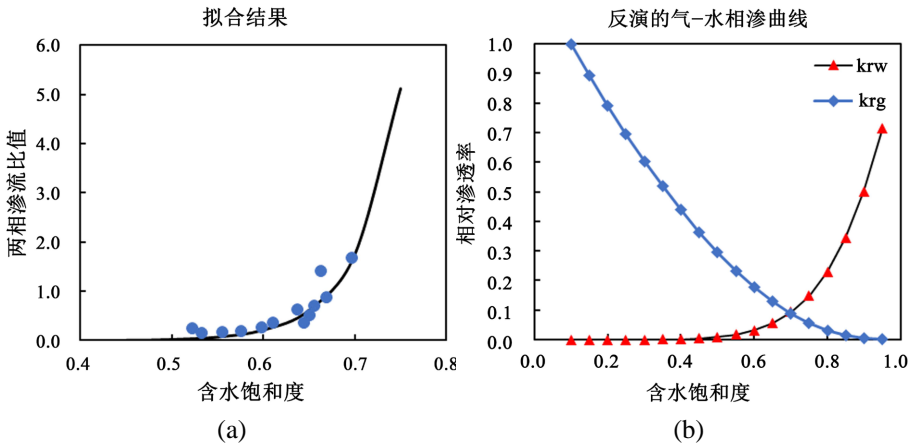 拟合结果
6.0
5.0
4.0
3.0
2.0
1.0
0.0
0.4 0.5 0.6 0.7 0.8
两相渗流比值
含水饱和度
(a)
反演的气-水相渗曲线
1.0
0.9
0.8
0.7
0.6
0.5
0.4
0.3
0.2
0.1
0.0
0.0 0.2 0.4 0.6 0.8 1.0
相对渗透率
krw
krg
含水饱和度
(b)